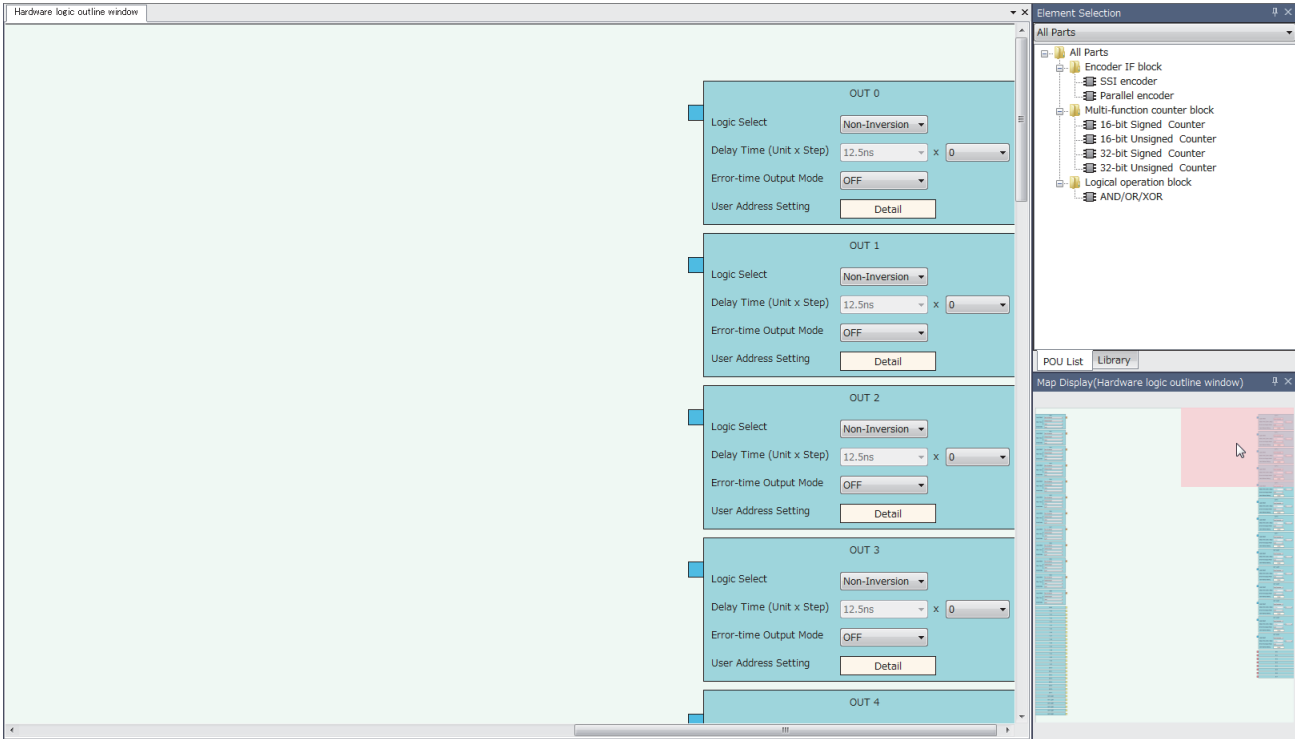 Hardware logic outline window
OUT 0
Logic Select Non-Inversion
Delay Time (Unit x Step) 12.5ns x 0
Error-time Output Mode OFF
User Address Setting Detail
OUT 1
Logic Select Non-Inversion
Delay Time (Unit x Step) 12.5ns x 0
Error-time Output Mode OFF
User Address Setting Detail
OUT 2
Logic Select Non-Inversion
Delay Time (Unit x Step) 12.5ns x 0
Error-time Output Mode OFF
User Address Setting Detail
OUT 3
Logic Select Non-Inversion
Delay Time (Unit x Step) 12.5ns x 0
Error-time Output Mode OFF
User Address Setting Detail
OUT 4
Element Selection
All Parts
All Parts
Encoder IF block
SSI encoder
Parallel encoder
Multi-function counter block
16-bit Signed Counter
16-bit Unsigned Counter
32-bit Signed Counter
32-bit Unsigned Counter
Logical operation block
AND/OR/XOR
POU List Library
Map Display(Hardware logic outline window)